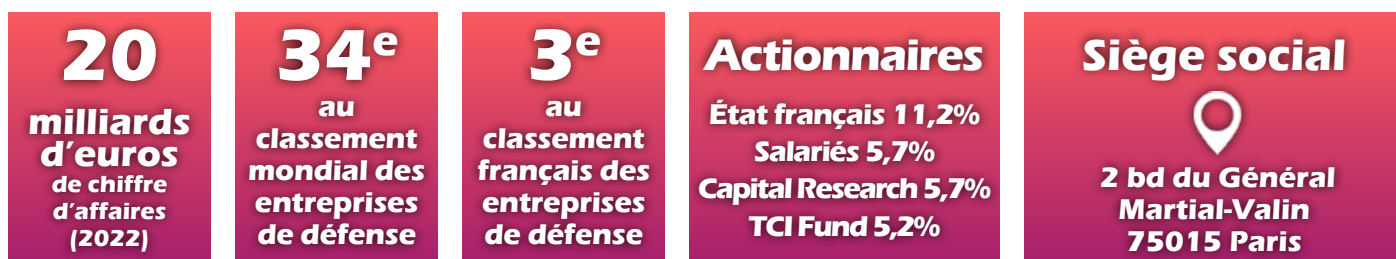 20
milliards
d’euros
de chiffre
d’affaires
(2022)
34e
au
classement
mondial des
entreprises
de défense
3e
au
classement
français des
entreprises
de défense
Actionnaires
État français 11,2%
Salariés 5,7%
Capital Research 5,7%
TCI Fund 5,2%
Siège social
2 bd du Général
Martial-Valin
75015 Paris